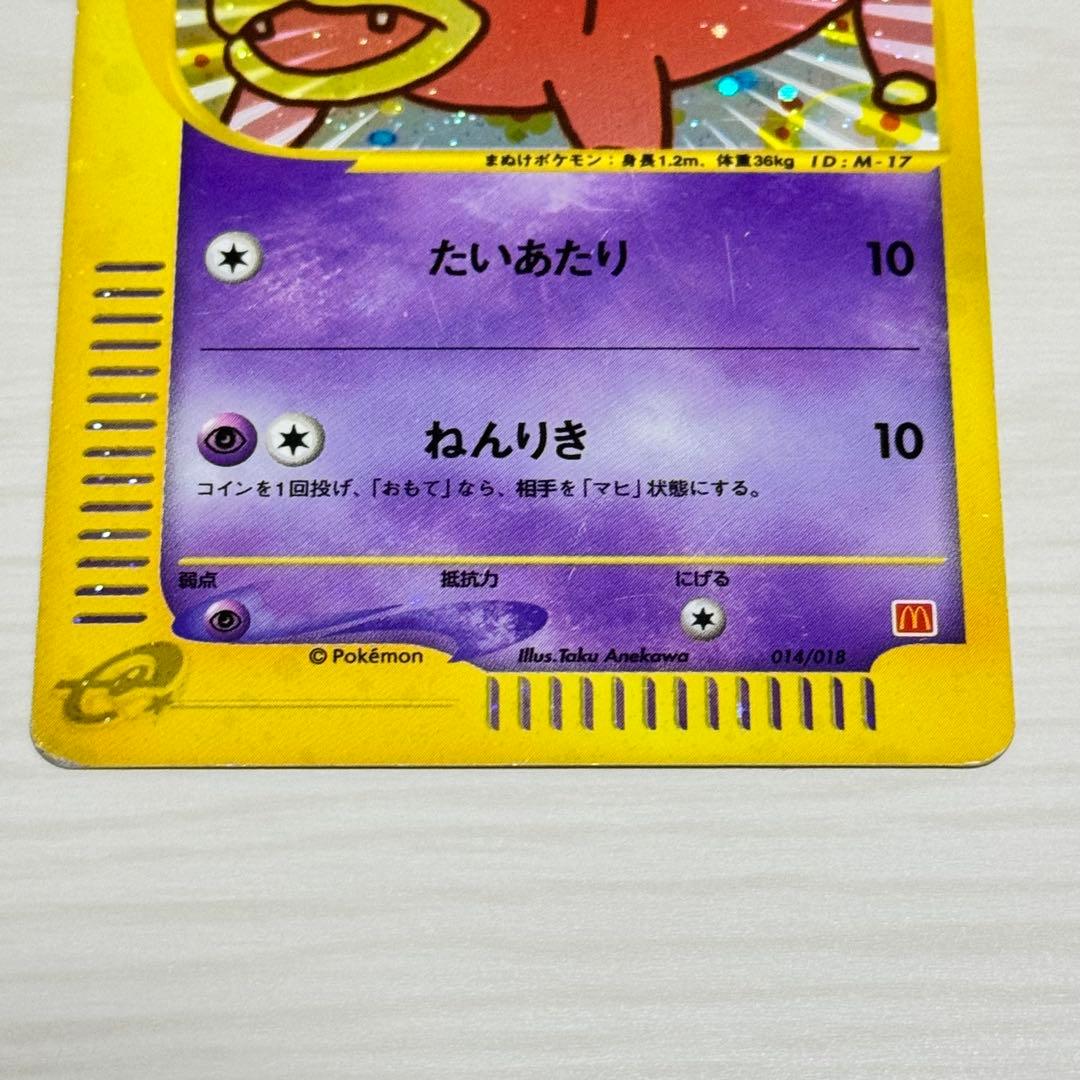 まぬけポケモン：身長1.2m、体重36kg ID:M-17
たいあたり 10
ねんりき 10
コインを1回投げ、「おもて」なら、相手を「マヒ」状態にする。
弱点 抵抗力 にげる
© Pokémon Illus.Taku Anekawa 014/018